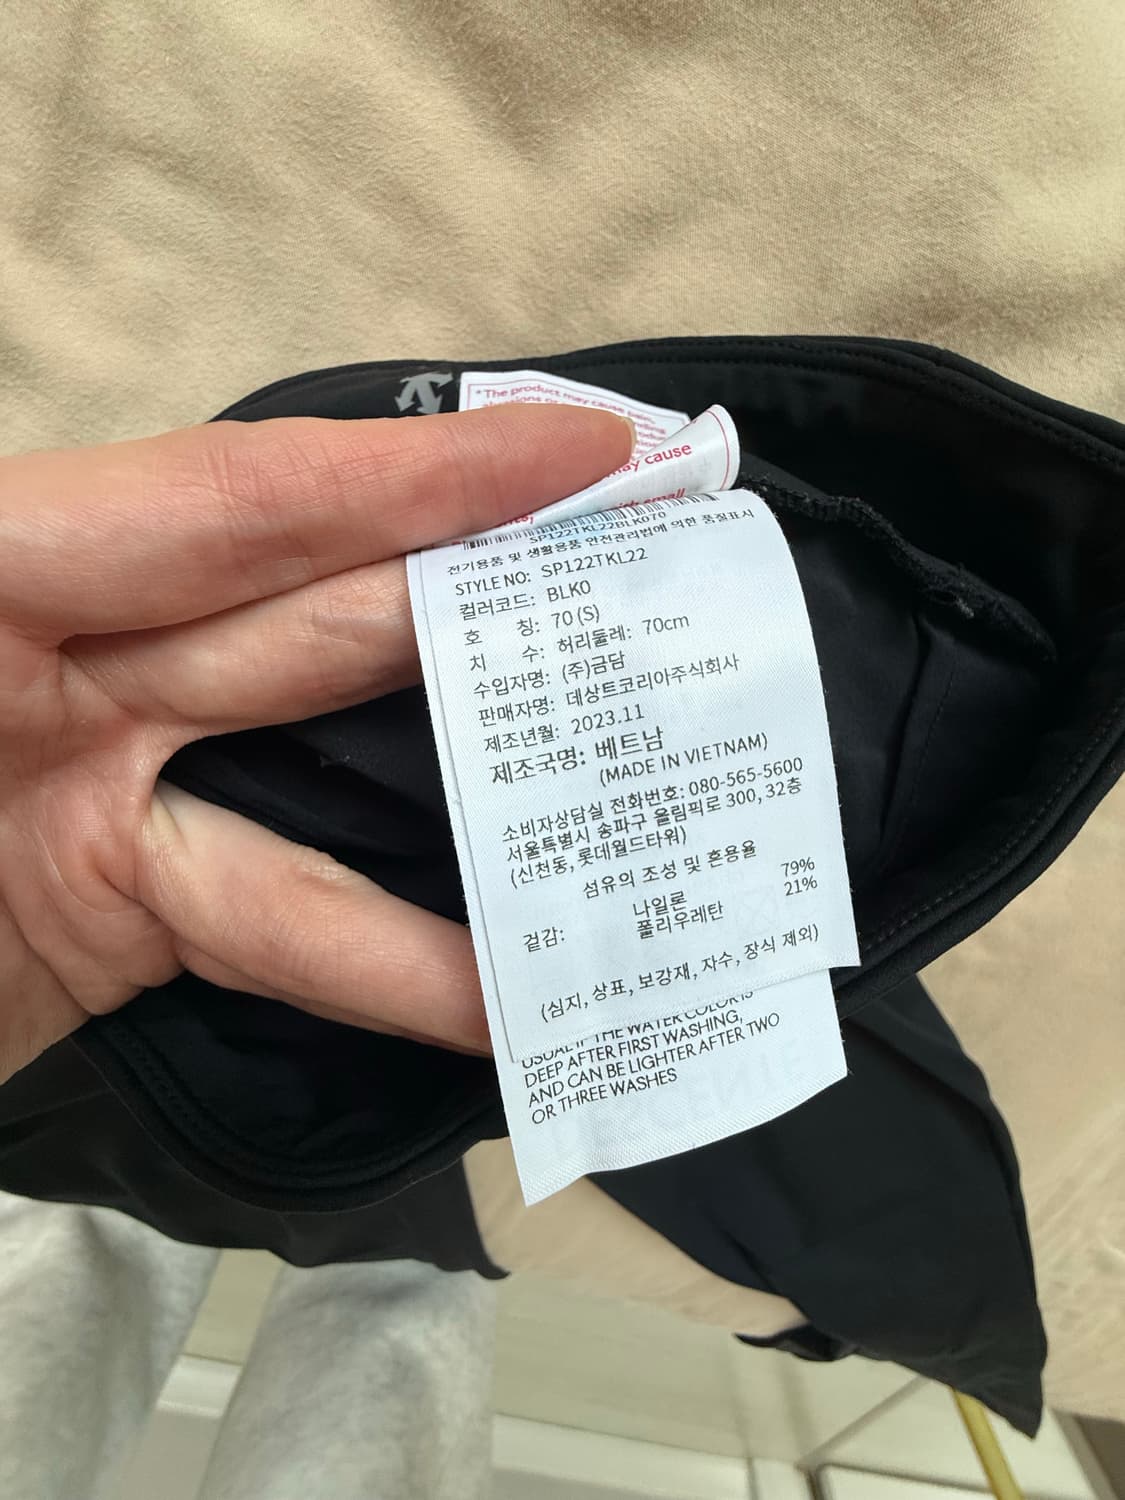 *The product may cause pain,
may cause
small
SP122TKL22BLK070
전기용품 및 생활용품 안전관리법에 의한 품질표시
STYLE NO: SP122TKL22
컬러코드: BLK0
호 칭: 70(S)
치 수: 허리둘레: 70cm
수입자명: (주)금담
판매자명: 데상트코리아주식회사
제조년월: 2023.11
제조국명: 베트남
(MADE IN VIETNAM)
소비자상담실 전화번호: 080-565-5600
서울특별시 송파구 올림픽로 300, 32층
(신천동, 롯데월드타워)
섬유의 조성 및 혼용율
겉감: 나일론 79%
폴리우레탄 21%
(심지, 상표, 보강재, 자수, 장식 제외)
USUAL IF THE WATER COLOR IS
DEEP AFTER FIRST WASHING,
AND CAN BE LIGHTER AFTER TWO
OR THREE WASHES